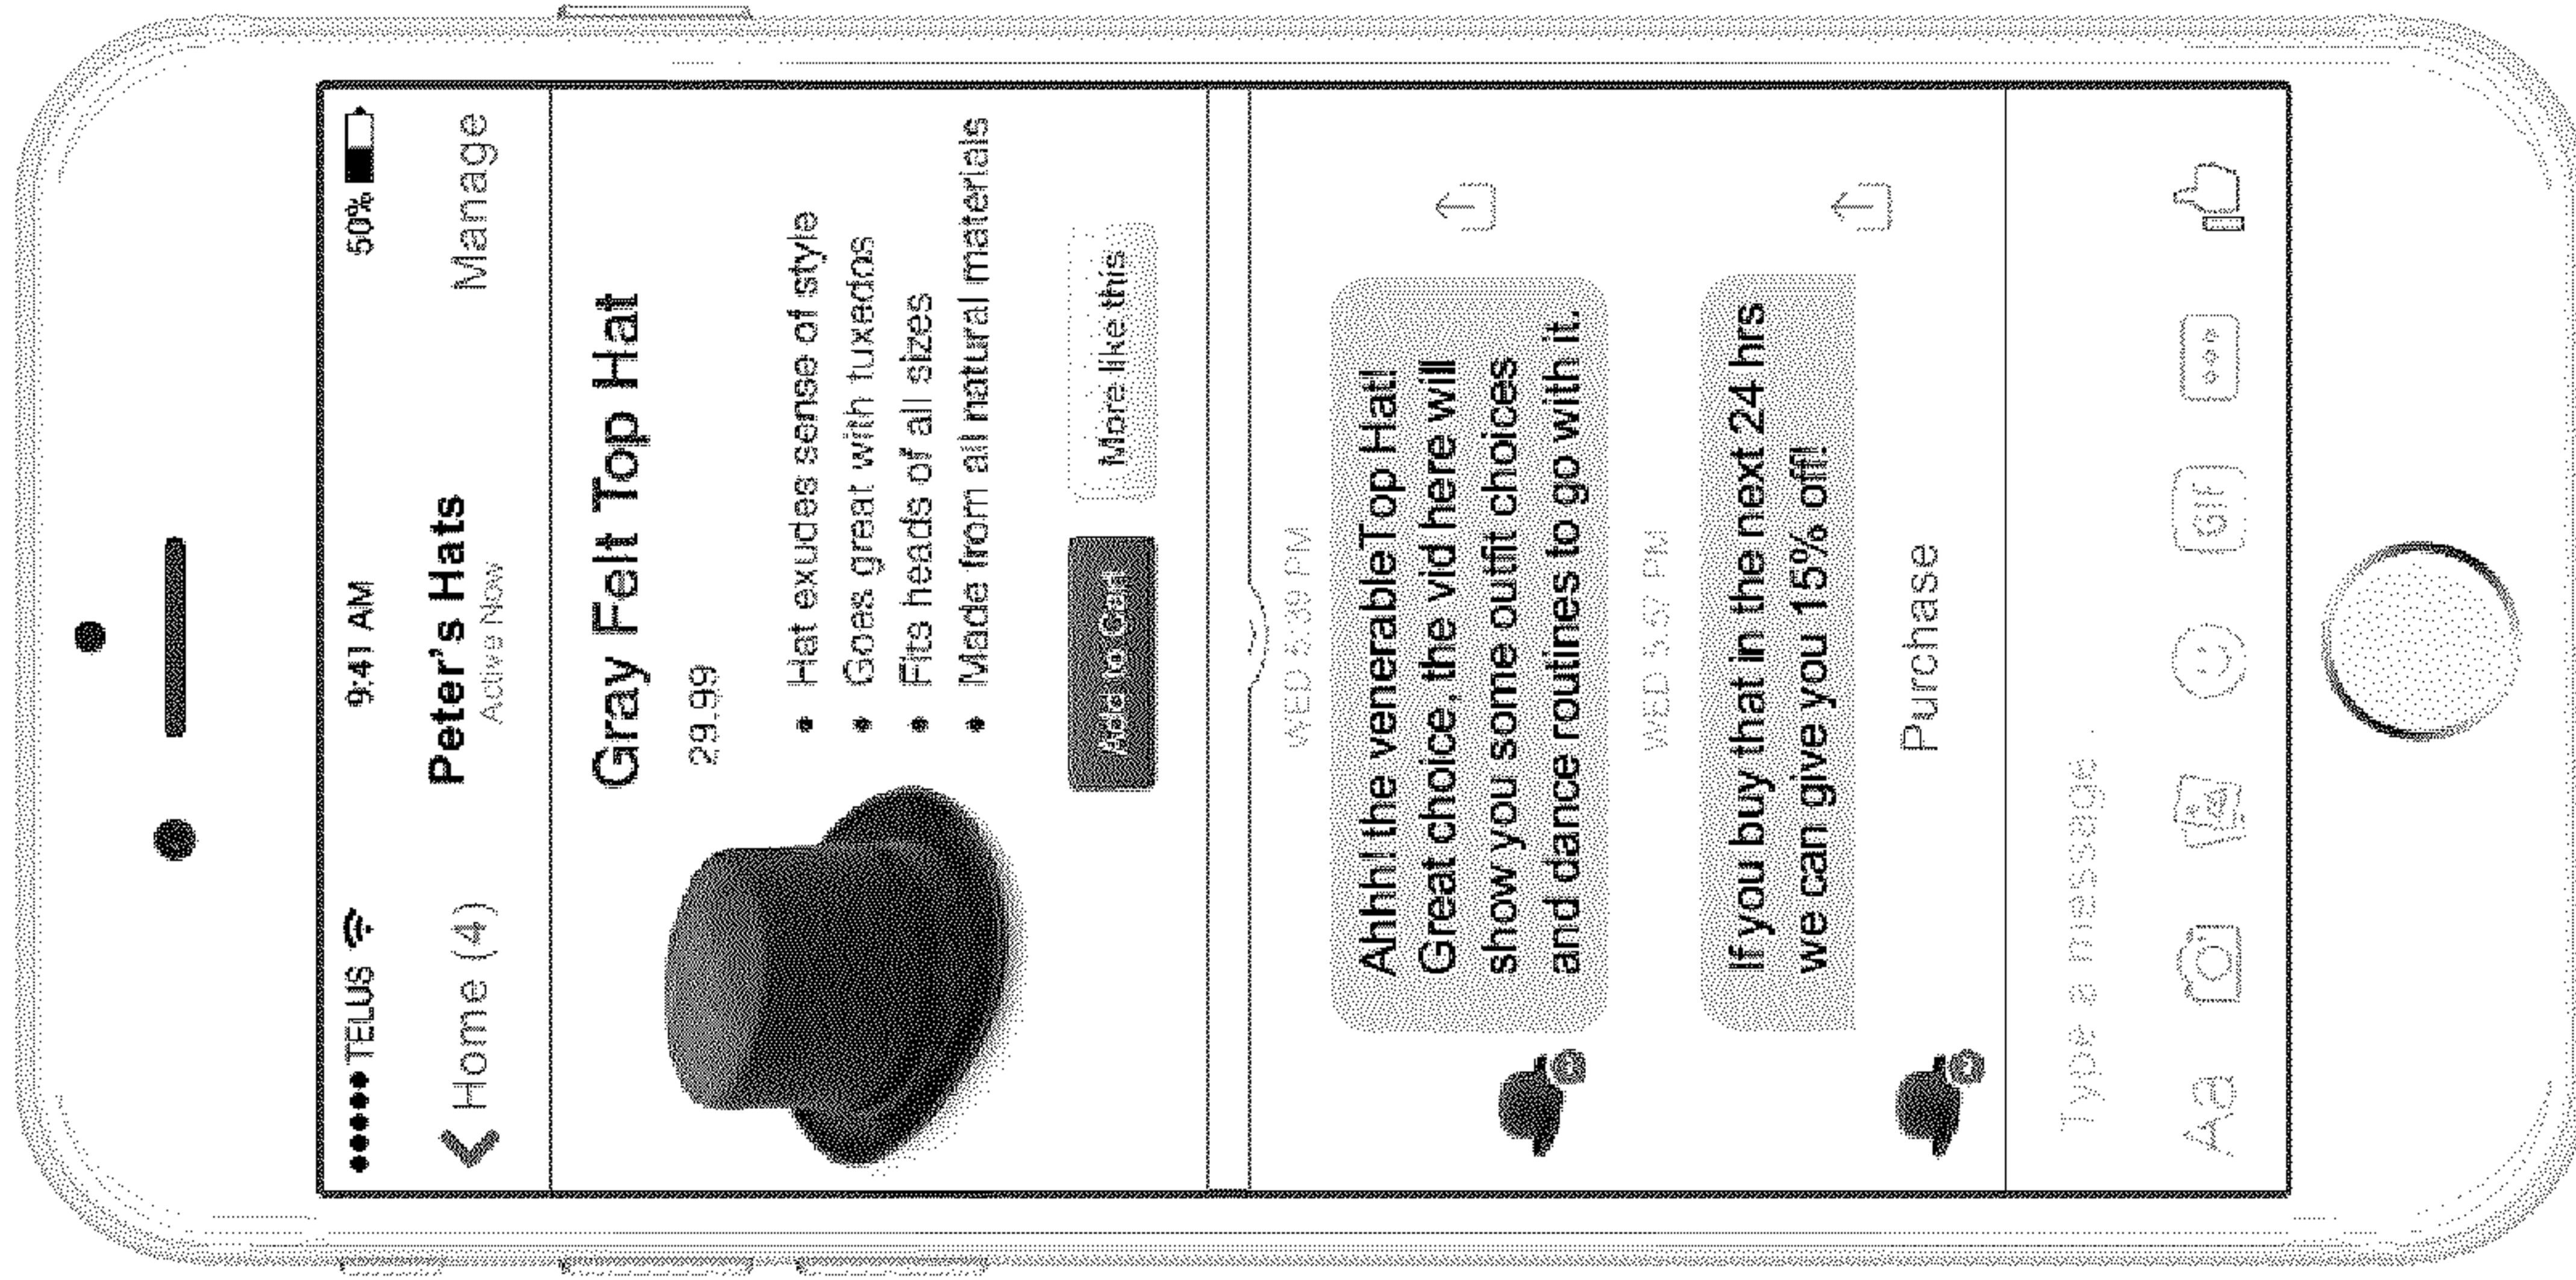 TELUS 9:41 AM 50%
Home (4) Peter's Hats Manage
Active Now
Gray Felt Top Hat
29.99
• Hat exudes sense of style
• Goes great with tuxedos
• Fits heads of all sizes
• Made from all natural materials
Add to Cart More like this
WED 5:39 PM
Ahhh! the venerable Top Hat!
Great choice, the vid here will
show you some outfit choices
and dance routines to go with it.
WED 5:57 PM
If you buy that in the next 24 hrs
we can give you 15% off!
Purchase
Type a message.
Aa GIF